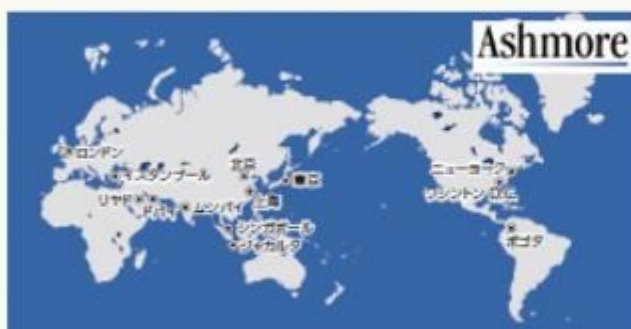 Ashmore
ロンドン
イスタンブール
北京
東京
上海
リヤド
ドバイ
ムンバイ
シンガポール
ジャカルタ
ニューヨーク
ワシントン D.C.
ボゴタ